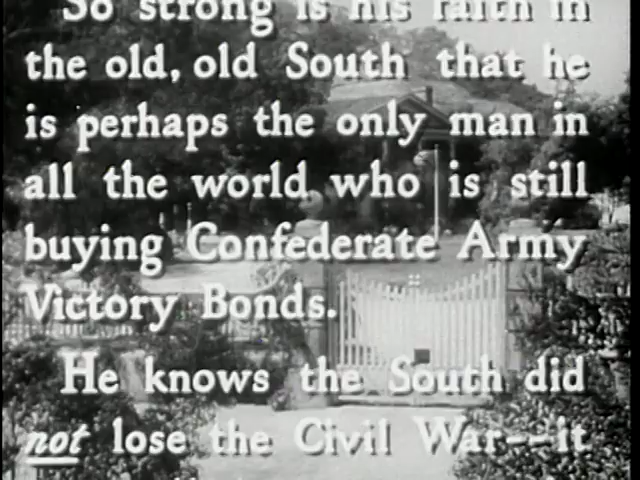 So strong is his faith in
the old, old South that he
is perhaps the only man in
all the world who is still
buying Confederate Army
Victory Bonds.
He knows the South did
not lose the Civil War--it